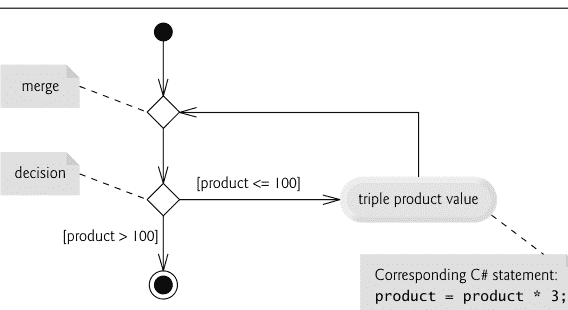 merge
decision
[product <= 100]
triple product value
[product > 100]
Corresponding C# statement:
product = product * 3;